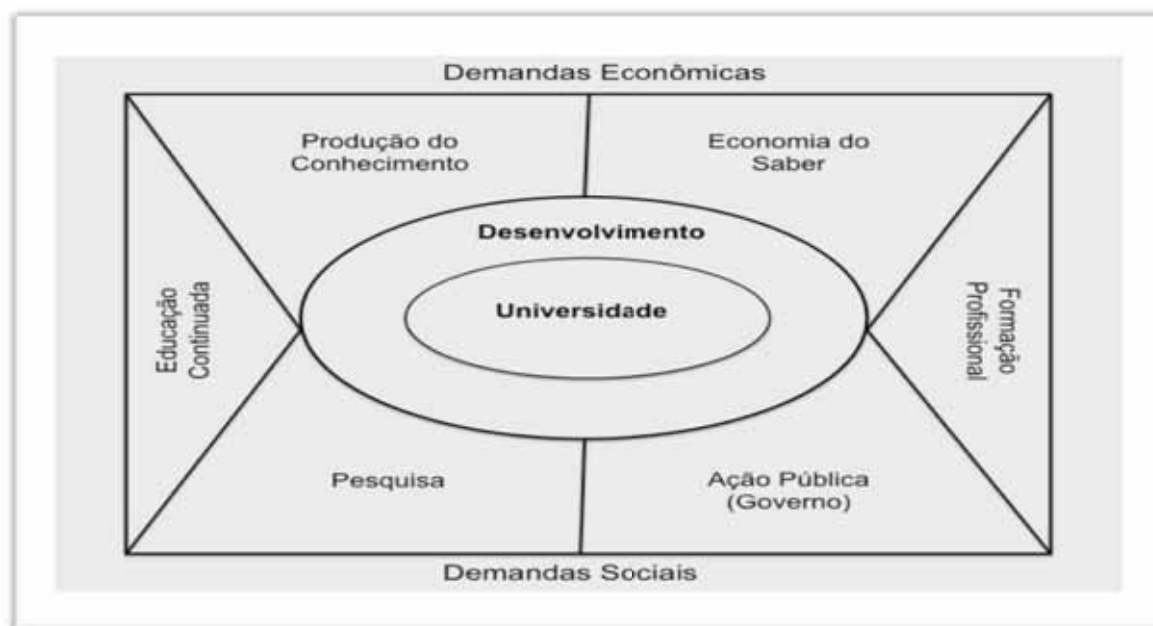 Demandas Econômicas
Produção do
Conhecimento
Economia do
Saber
Desenvolvimento
Universidade
Educação
Continuada
Formação
Profissional
Pesquisa
Ação Pública
(Governo)
Demandas Sociais